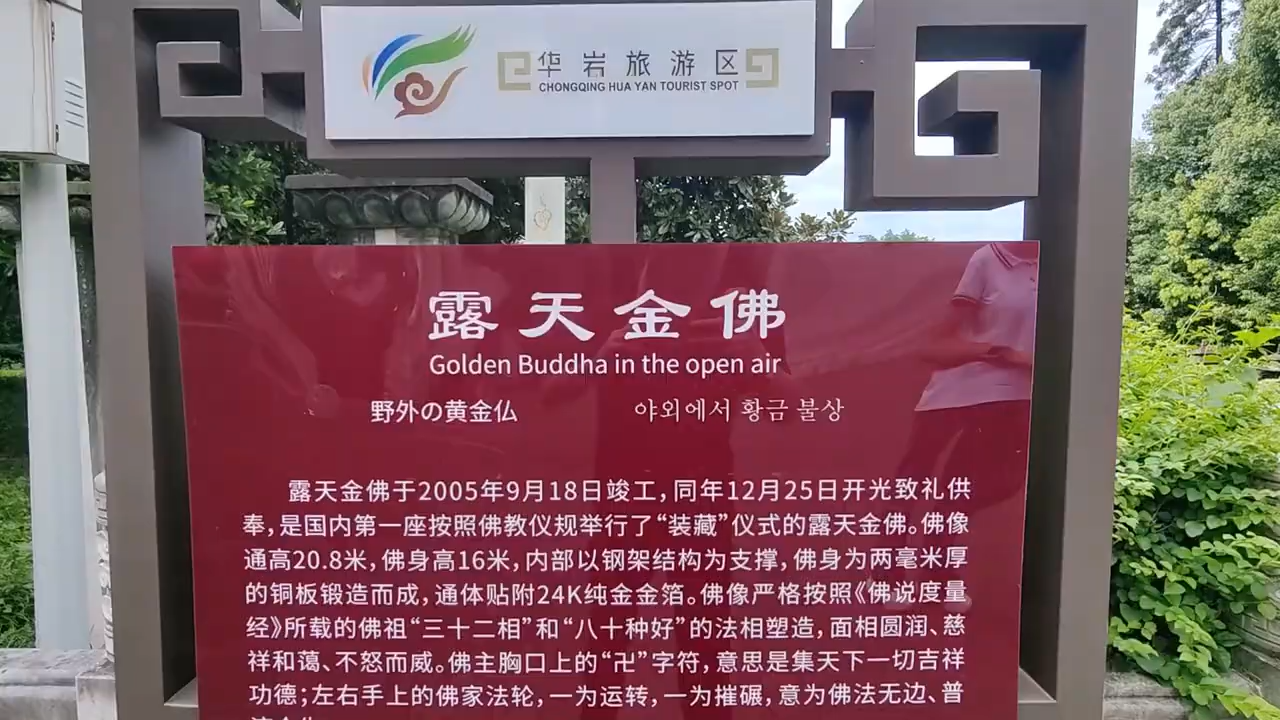 华岩旅游区
CHONGQING HUA YAN TOURIST SPOT
露天金佛
Golden Buddha in the open air
野外の黄金仏
야외에서 황금 불상
露天金佛于2005年9月18日竣工，同年12月25日开光致礼供
奉，是国内第一座按照佛教仪规举行了“装藏”仪式的露天金佛。佛像
通高20.8米，佛身高16米，内部以钢架结构为支撑，佛身为两毫米厚
的铜板锻造而成，通体贴附24K纯金金箔。佛像严格按照《佛说度量
经》所载的佛祖“三十二相”和“八十种好”的法相塑造，面相圆润、慈
祥和蔼、不怒而威。佛主胸口上的“卍”字符，意思是集天下一切吉祥
功德；左右手上的佛家法轮，一为运转，一为摧碾，意为佛法无边、普